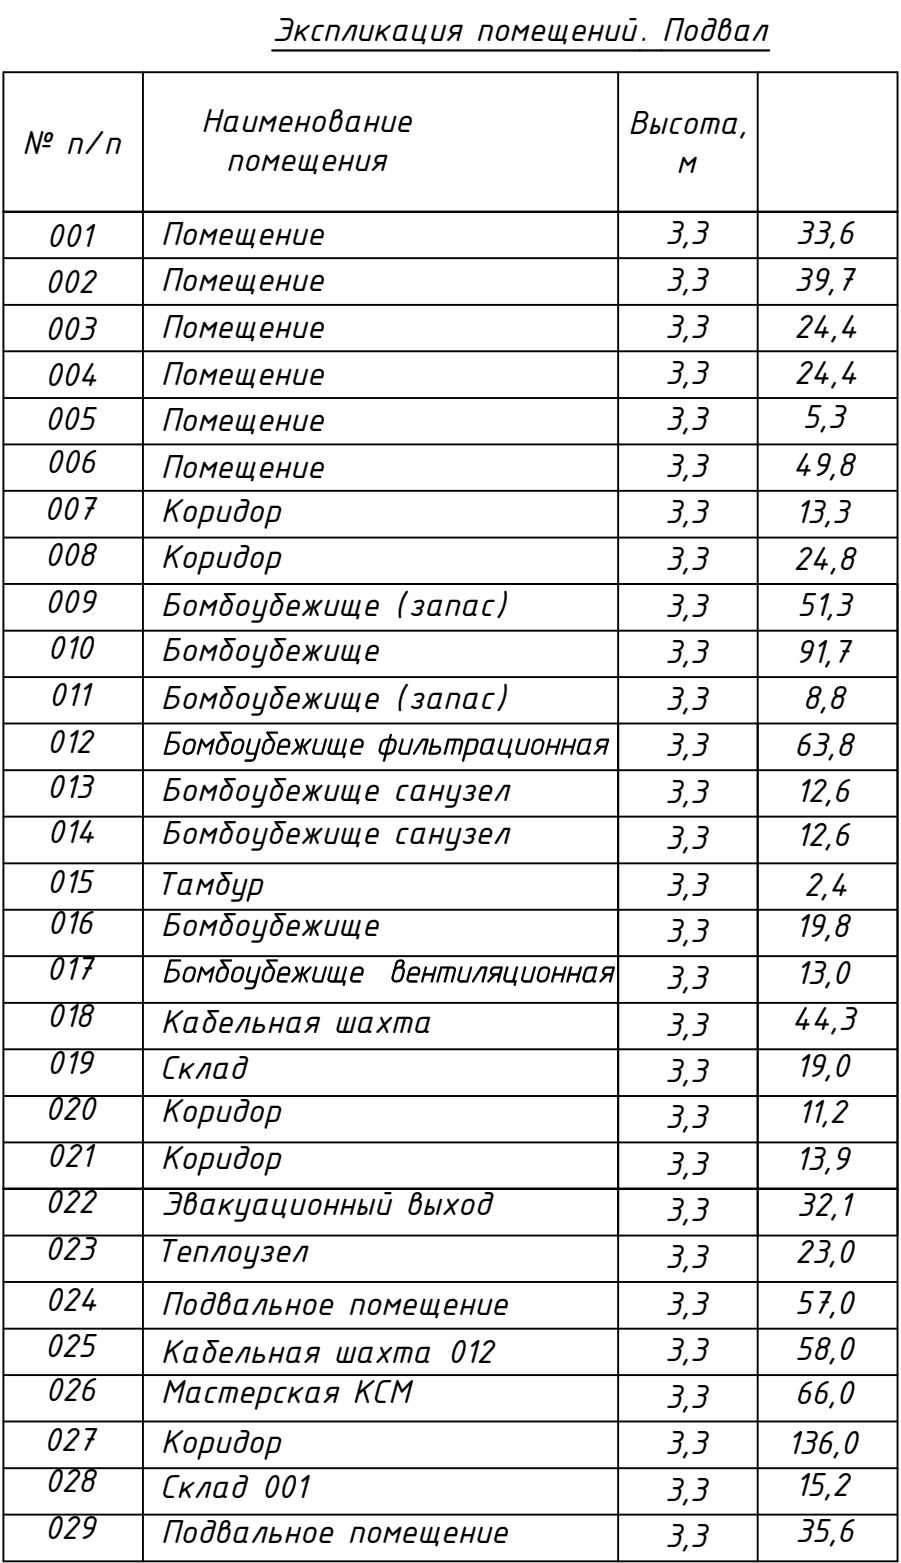 Экспликация помещений. Подвал
№ п/п Наименование помещения Высота, м
001 Помещение 3,3 33,6
002 Помещение 3,3 39,7
003 Помещение 3,3 24,4
004 Помещение 3,3 24,4
005 Помещение 3,3 5,3
006 Помещение 3,3 49,8
007 Коридор 3,3 13,3
008 Коридор 3,3 24,8
009 Бомбоубежище (запас) 3,3 51,3
010 Бомбоубежище 3,3 91,7
011 Бомбоубежище (запас) 3,3 8,8
012 Бомбоубежище фильтрационная 3,3 63,8
013 Бомбоубежище санузел 3,3 12,6
014 Бомбоубежище санузел 3,3 12,6
015 Тамбур 3,3 2,4
016 Бомбоубежище 3,3 19,8
017 Бомбоубежище вентиляционная 3,3 13,0
018 Кабельная шахта 3,3 44,3
019 Склад 3,3 19,0
020 Коридор 3,3 11,2
021 Коридор 3,3 13,9
022 Эвакуационный выход 3,3 32,1
023 Теплоузел 3,3 23,0
024 Подвальное помещение 3,3 57,0
025 Кабельная шахта 012 3,3 58,0
026 Мастерская КСМ 3,3 66,0
027 Коридор 3,3 136,0
028 Склад 001 3,3 15,2
029 Подвальное помещение 3,3 35,6